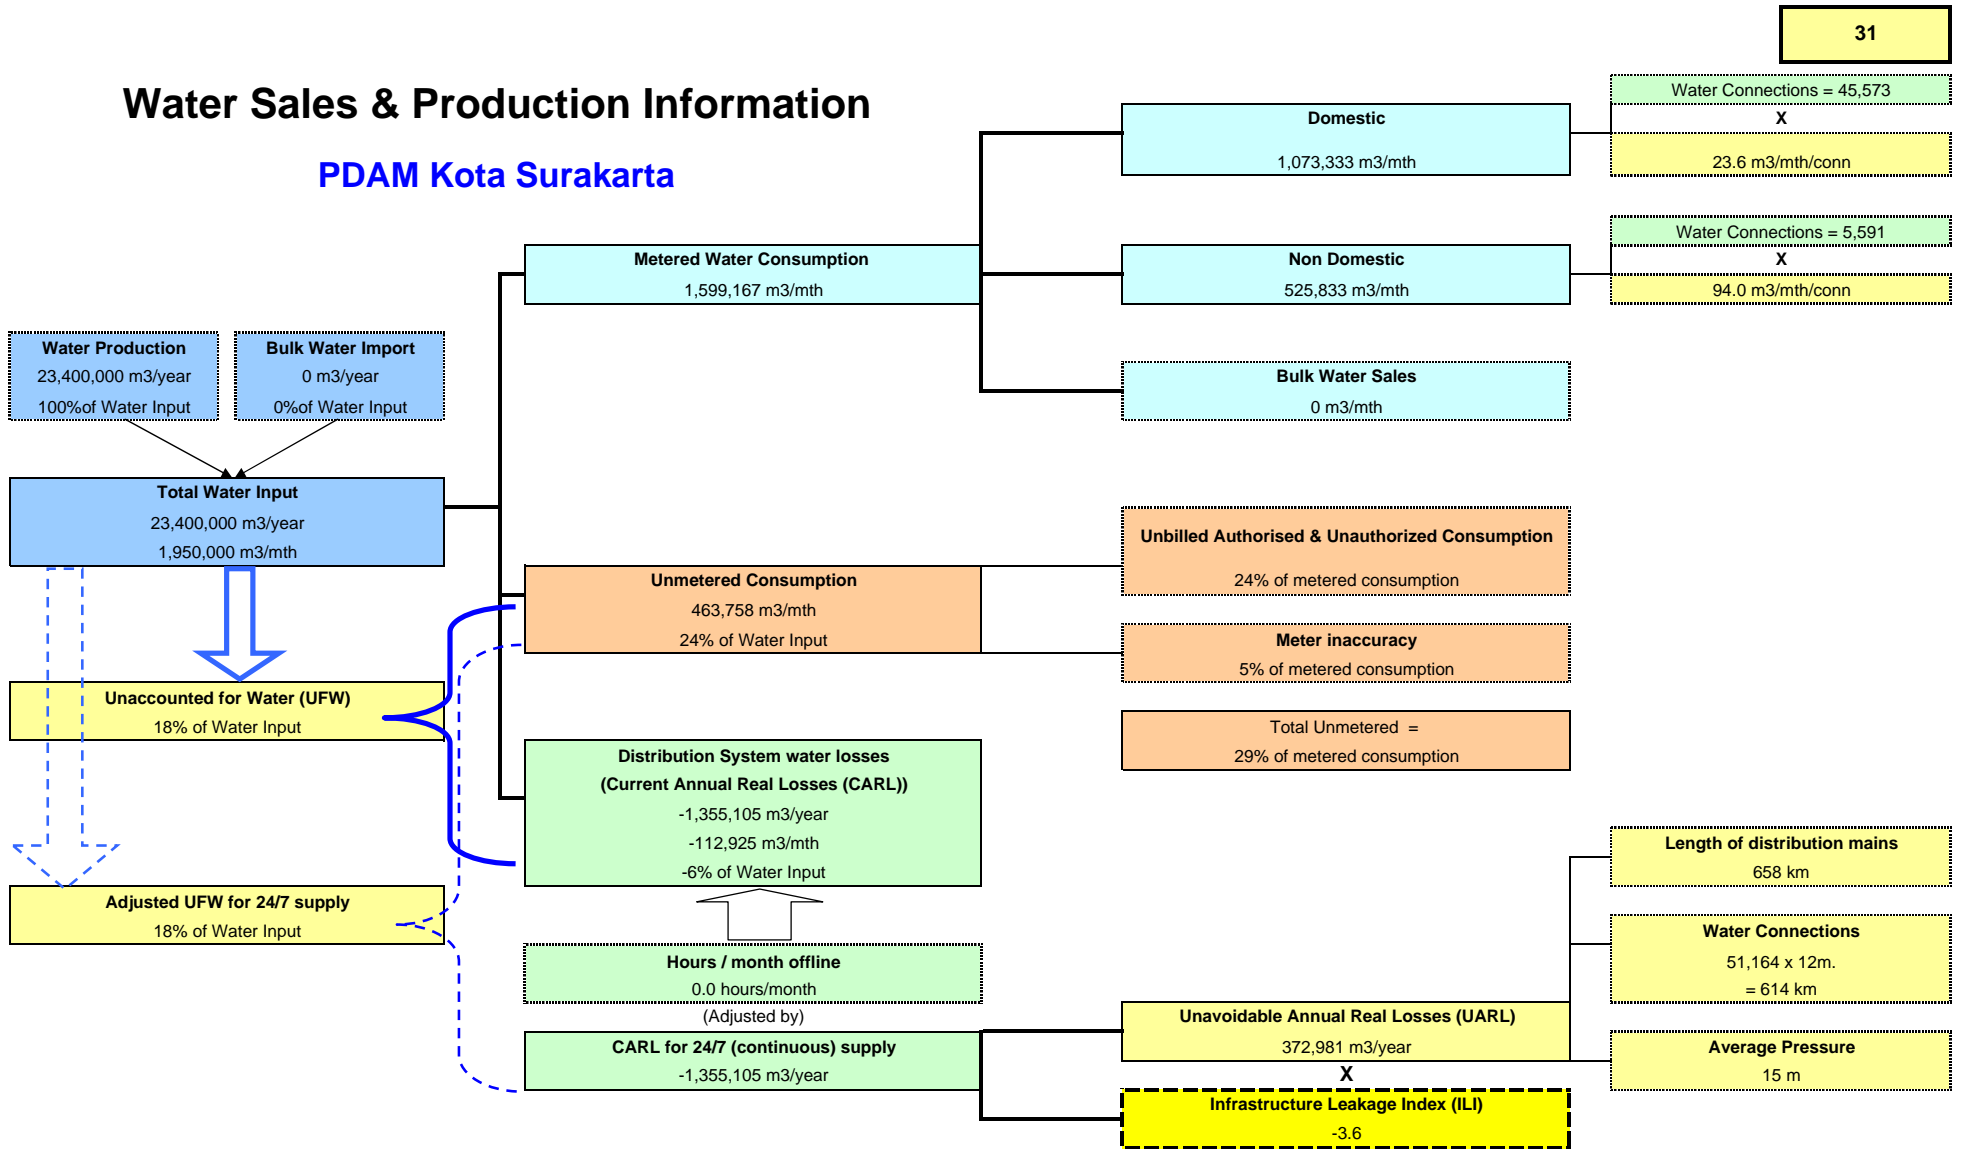 31
Water Sales & Production Information
PDAM Kota Surakarta
Domestic
1,073,333 m3/mth
Water Connections = 45,573
X
23.6 m3/mth/conn
Metered Water Consumption
1,599,167 m3/mth
Non Domestic
525,833 m3/mth
Water Connections = 5,591
X
94.0 m3/mth/conn
Water Production
23,400,000 m3/year
100%of Water Input
Bulk Water Import
0 m3/year
0%of Water Input
Bulk Water Sales
0 m3/mth
Total Water Input
23,400,000 m3/year
1,950,000 m3/mth
Unbilled Authorised & Unauthorized Consumption
24% of metered consumption
Unmetered Consumption
463,758 m3/mth
24% of Water Input
Meter inaccuracy
5% of metered consumption
Unaccounted for Water (UFW)
18% of Water Input
Total Unmetered =
29% of metered consumption
Distribution System water losses
(Current Annual Real Losses (CARL))
-1,355,105 m3/year
-112,925 m3/mth
-6% of Water Input
Adjusted UFW for 24/7 supply
18% of Water Input
Length of distribution mains
658 km
Water Connections
51,164 x 12m.
= 614 km
Hours / month offline
0.0 hours/month
(Adjusted by)
CARL for 24/7 (continuous) supply
-1,355,105 m3/year
Unavoidable Annual Real Losses (UARL)
372,981 m3/year
X
Infrastructure Leakage Index (ILI)
-3.6
Average Pressure
15 m